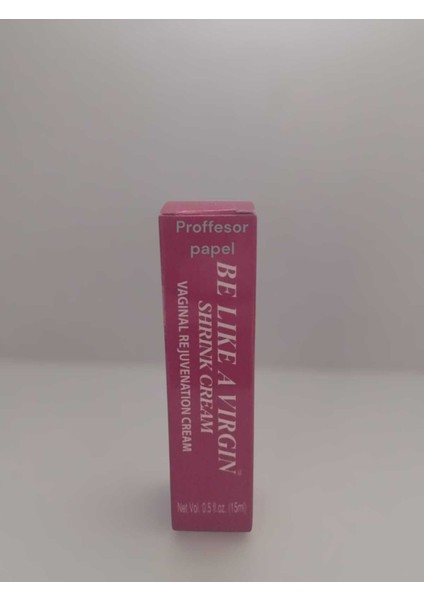 Proffesor
papel
BE LIKE A VIRGIN
SHRINK CREAM
VAGINAL REJUVENATION CREAM
Net Vol. 0.5 fl.oz. (15ml)